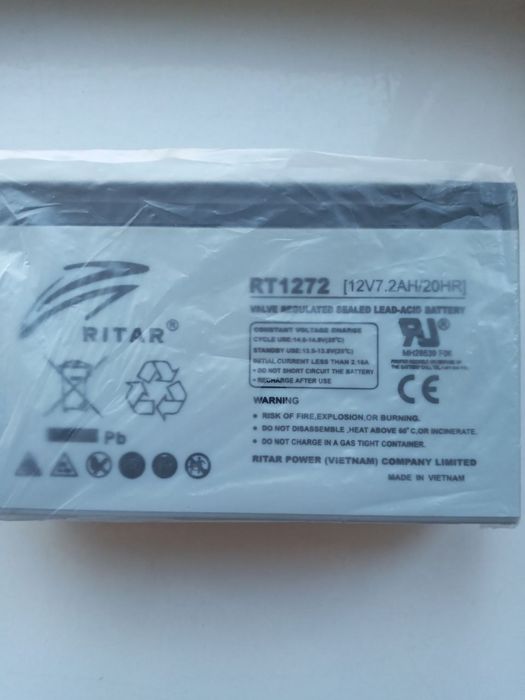 RT1272 [12V7.2AH/20HR]
VALVE REGULATED SEALED LEAD-ACID BATTERY
RITAR®
CONSTANT VOLTAGE CHARGE
CYCLE USE:14.5-14.9V(25°C)
STANDBY USE:13.6-13.8V(25°C)
INITIAL CURRENT LESS THAN 2.16A
• DO NOT SHORT CIRCUIT THE BATTERY
• RECHARGE AFTER USE
MH28539
CE
WARNING
• RISK OF FIRE,EXPLOSION,OR BURNING.
• DO NOT DISASSEMBLE ,HEAT ABOVE 60°C,OR INCINERATE.
• DO NOT CHARGE IN A GAS TIGHT CONTAINER.
Pb
RITAR POWER (VIETNAM) COMPANY LIMITED
MADE IN VIETNAM